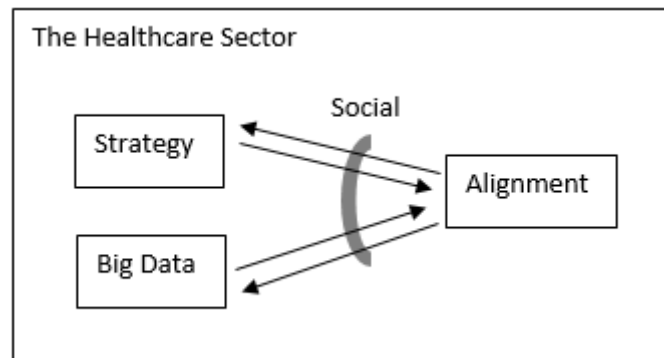 The Healthcare Sector
Social
Strategy
Alignment
Big Data